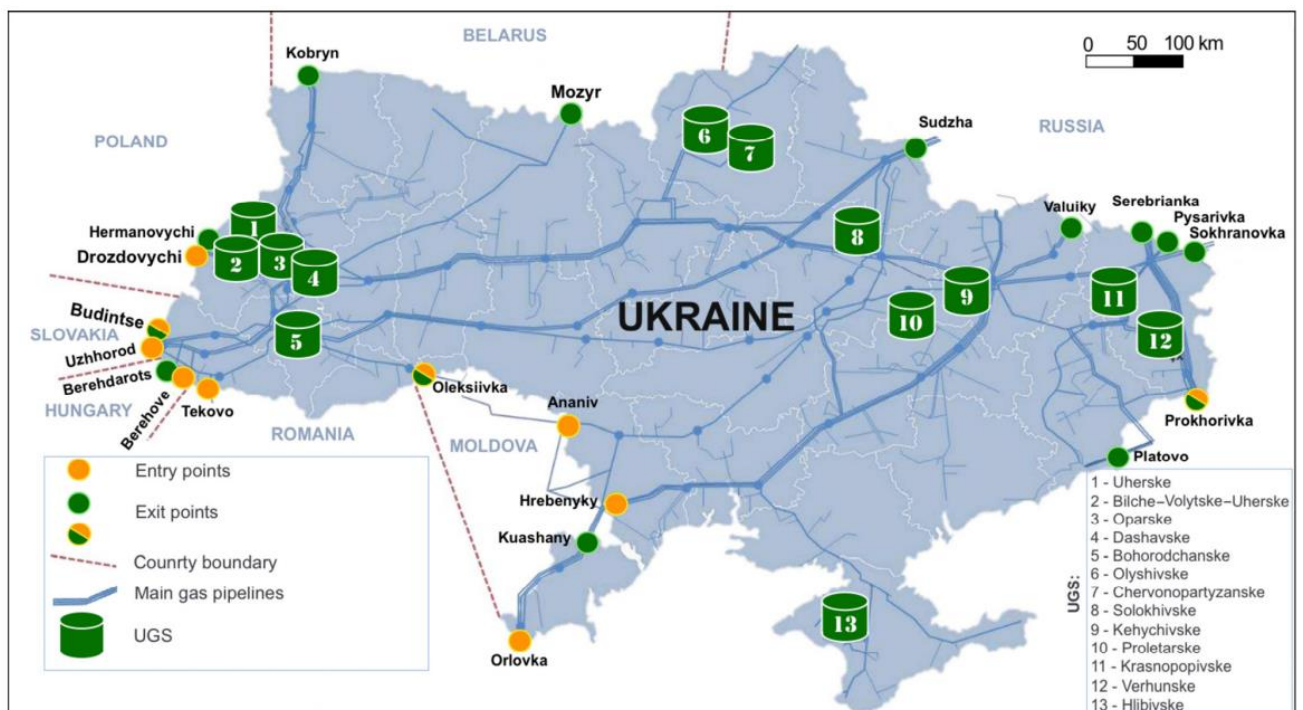 BELARUS
Kobryn
0 50 100 km
Mozyr
POLAND
6
7
Sudzha
RUSSIA
Hermanovychi
Drozdovychi
1
2
3
4
8
Valuiky
Serebrianka
Pysarivka
Sokhranovka
Budintse
SLOVAKIA
Uzhhorod
5
UKRAINE
9
10
11
12
Berehdarots
HUNGARY
Berehove
Tekovo
ROMANIA
Oleksiivka
MOLDOVA
Ananiv
Prokhorivka
Platovo
Hrebenyky
Kuashany
Orlovka
13
Entry points
Exit points
Counrty boundary
Main gas pipelines
UGS
UGS:
1 - Uherske
2 - Bilche–Volytske–Uherske
3 - Oparske
4 - Dashavske
5 - Bohorodchanske
6 - Olyshivske
7 - Chervonopartyzanske
8 - Solokhivske
9 - Kehychivske
10 - Proletarske
11 - Krasnopopivske
12 - Verhunske
13 - Hlibivske